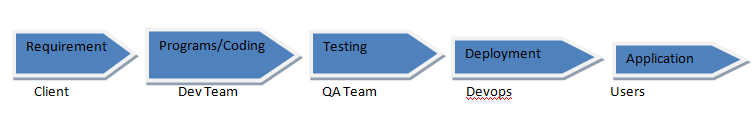 Requirement
Programs/Coding
Testing
Deployment
Application
Client
Dev Team
QA Team
Devops
Users